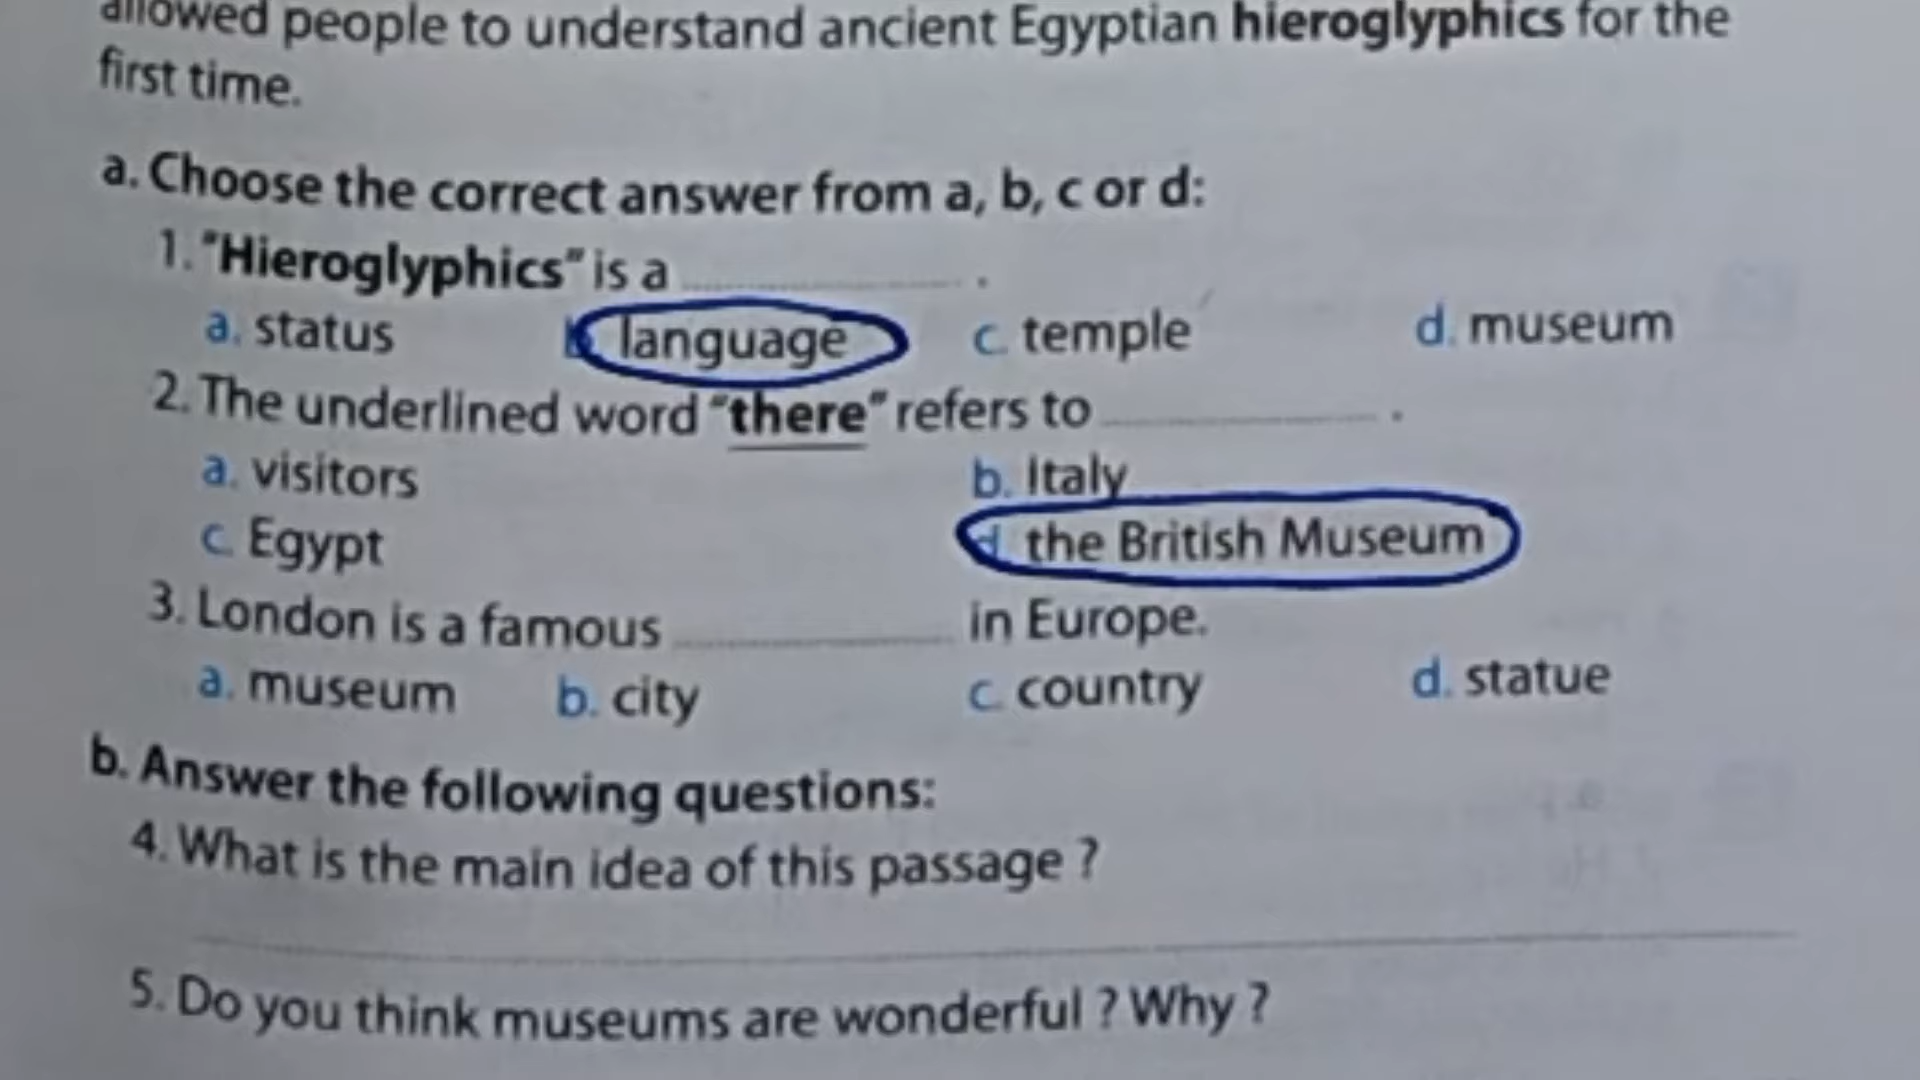 allowed people to understand ancient Egyptian hieroglyphics for the
first time.
a. Choose the correct answer from a, b, c or d:
1. "Hieroglyphics" is a .................... .
a. status b. language c. temple d. museum
2. The underlined word "there" refers to .................... .
a. visitors b. Italy
c. Egypt d. the British Museum
3. London is a famous .................... in Europe.
a. museum b. city c. country d. statue
b. Answer the following questions:
4. What is the main idea of this passage ?
5. Do you think museums are wonderful ? Why ?